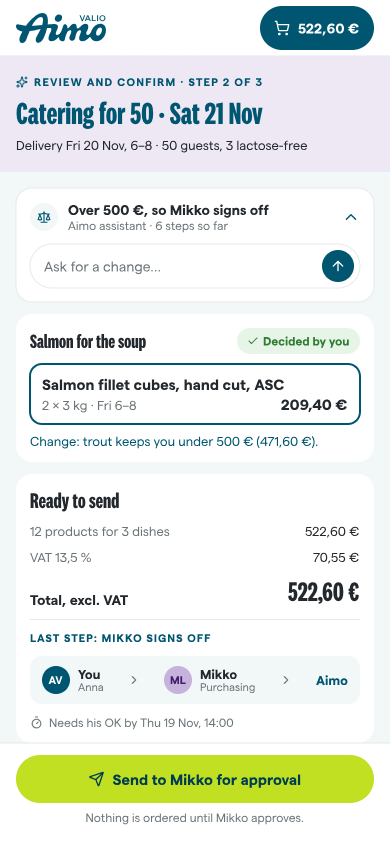 VALIO
Aimo
522,60 €
REVIEW AND CONFIRM · STEP 2 OF 3
Catering for 50 · Sat 21 Nov
Delivery Fri 20 Nov, 6–8 · 50 guests, 3 lactose-free
Over 500 €, so Mikko signs off
Aimo assistant · 6 steps so far
Ask for a change...
Salmon for the soup
Decided by you
Salmon fillet cubes, hand cut, ASC
2 × 3 kg · Fri 6–8
209,40 €
Change: trout keeps you under 500 € (471,60 €).
Ready to send
12 products for 3 dishes
522,60 €
VAT 13,5 %
70,55 €
Total, excl. VAT
522,60 €
LAST STEP: MIKKO SIGNS OFF
AV
You
Anna
ML
Mikko
Purchasing
Aimo
Needs his OK by Thu 19 Nov, 14:00
Send to Mikko for approval
Nothing is ordered until Mikko approves.